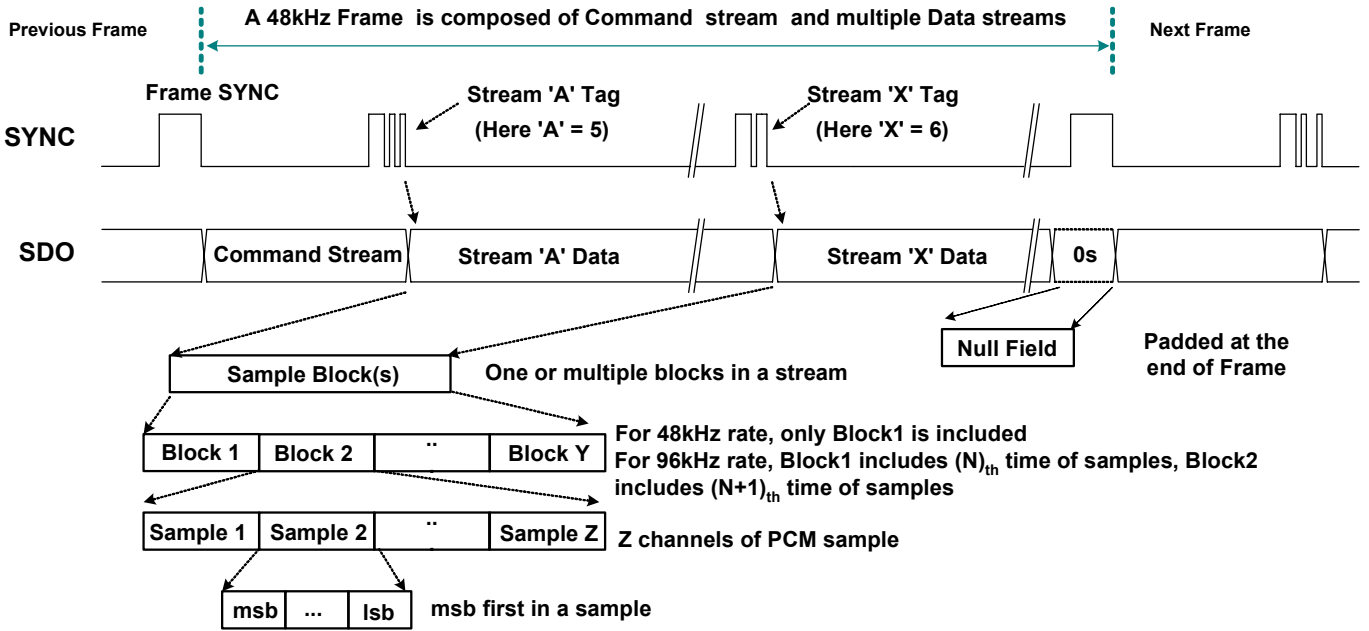 A 48kHz Frame is composed of Command stream and multiple Data streams
Previous Frame
Next Frame
Frame SYNC
Stream 'A' Tag
(Here 'A' = 5)
Stream 'X' Tag
(Here 'X' = 6)
SYNC
SDO
Command Stream
Stream 'A' Data
Stream 'X' Data
0s
Null Field
Padded at the
end of Frame
Sample Block(s)
One or multiple blocks in a stream
Block 1
Block 2
..
Block Y
For 48kHz rate, only Block1 is included
For 96kHz rate, Block1 includes (N)th time of samples, Block2
includes (N+1)th time of samples
Sample 1
Sample 2
..
Sample Z
Z channels of PCM sample
msb
...
lsb
msb first in a sample